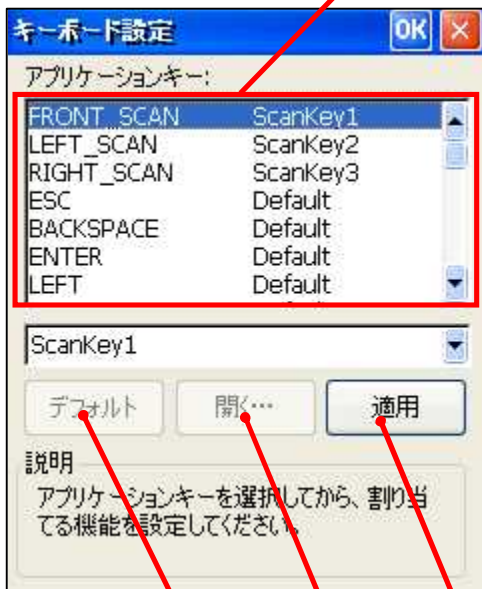 キーボード設定 OK
アプリケーションキー:
FRONT_SCAN ScanKey1
LEFT_SCAN ScanKey2
RIGHT_SCAN ScanKey3
ESC Default
BACKSPACE Default
ENTER Default
LEFT Default
ScanKey1
デフォルト 開く… 適用
説明
アプリケーションキーを選択してから、割り当
てる機能を設定してください。